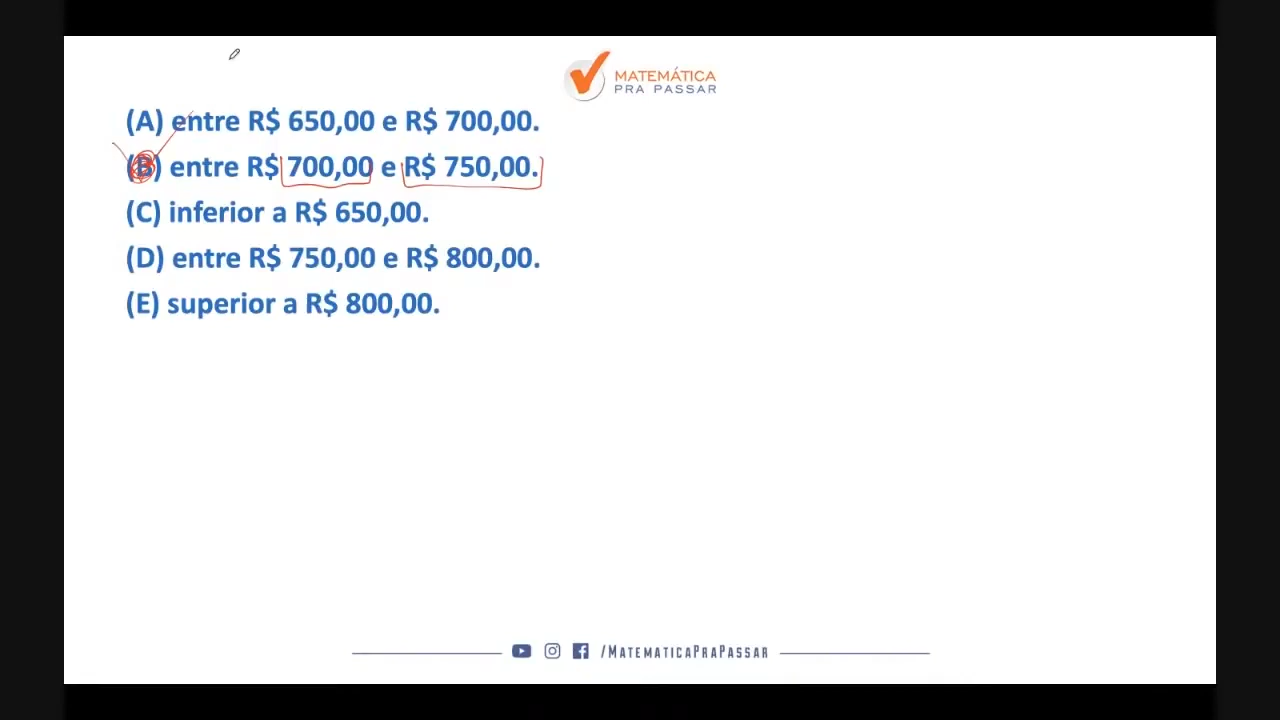 MATEMÁTICA
PRA PASSAR
(A) entre R$ 650,00 e R$ 700,00.
(B) entre R$ 700,00 e R$ 750,00.
(C) inferior a R$ 650,00.
(D) entre R$ 750,00 e R$ 800,00.
(E) superior a R$ 800,00.
/MATEMATICAPRAPASSAR